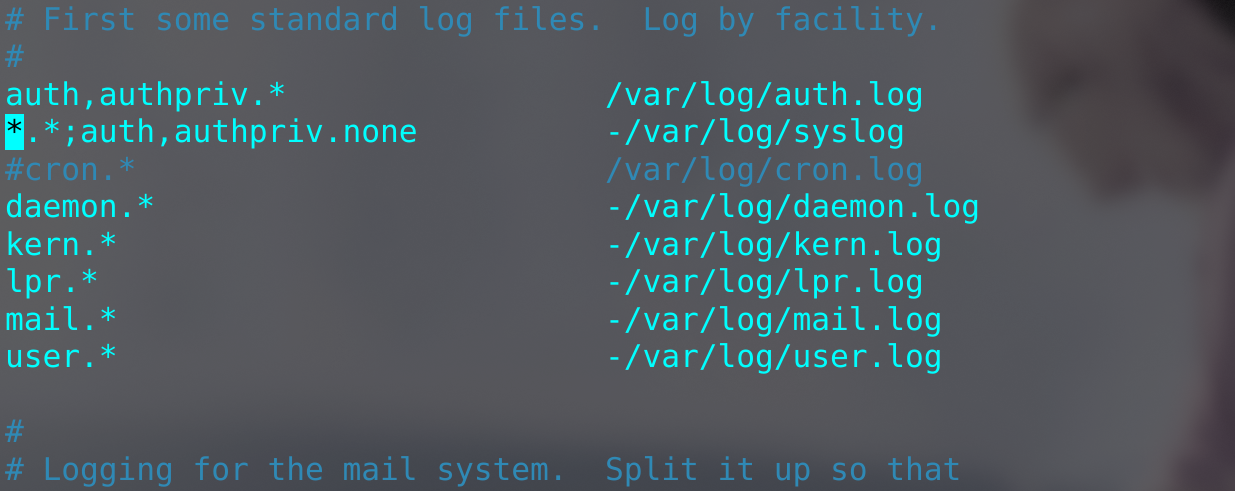 # First some standard log files.  Log by facility.
#
auth,authpriv.*                 /var/log/auth.log
*.*;auth,authpriv.none          -/var/log/syslog
#cron.*                         /var/log/cron.log
daemon.*                        -/var/log/daemon.log
kern.*                          -/var/log/kern.log
lpr.*                           -/var/log/lpr.log
mail.*                          -/var/log/mail.log
user.*                          -/var/log/user.log

#
# Logging for the mail system.  Split it up so that